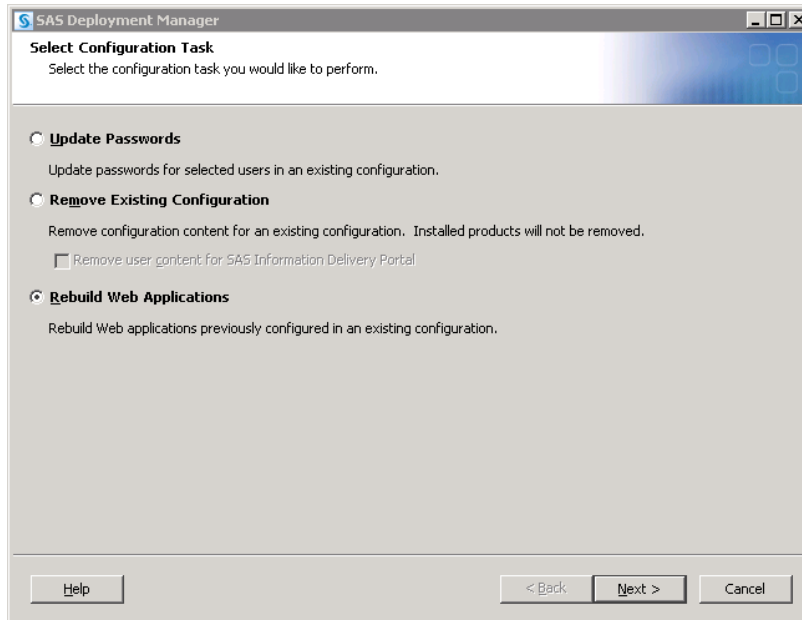 SAS Deployment Manager
Select Configuration Task
Select the configuration task you would like to perform.
Update Passwords
Update passwords for selected users in an existing configuration.
Remove Existing Configuration
Remove configuration content for an existing configuration. Installed products will not be removed.
Remove user content for SAS Information Delivery Portal
Rebuild Web Applications
Rebuild Web applications previously configured in an existing configuration.
Help
< Back
Next >
Cancel